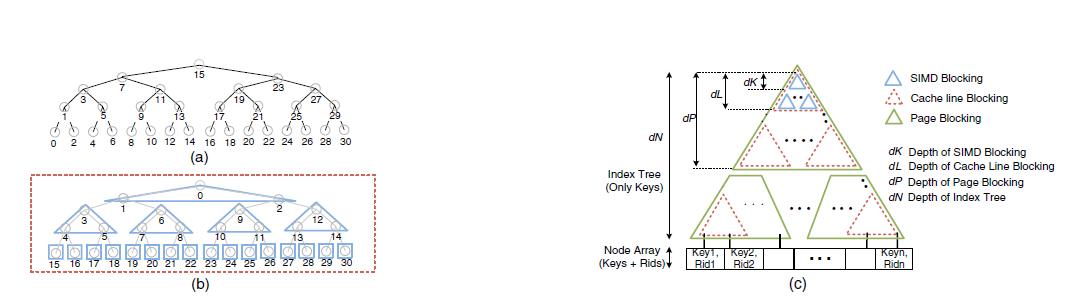 15
7 23
3 11 19 27
1 5 9 13 17 21 25 29
0 2 4 6 8 10 12 14 16 18 20 22 24 26 28 30
(a)
0
1 2
3 6 9 12
4 5 7 8 10 11 13 14
15 16 17 18 19 20 21 22 23 24 25 26 27 28 29 30
(b)
dK
dL
dP
dN
Index Tree
(Only Keys)
Node Array
(Keys + Rids)
Key1,
Rid1
Key2,
Rid2
Keyn,
Ridn
(c)
SIMD Blocking
Cache line Blocking
Page Blocking
dK Depth of SIMD Blocking
dL Depth of Cache Line Blocking
dP Depth of Page Blocking
dN Depth of Index Tree